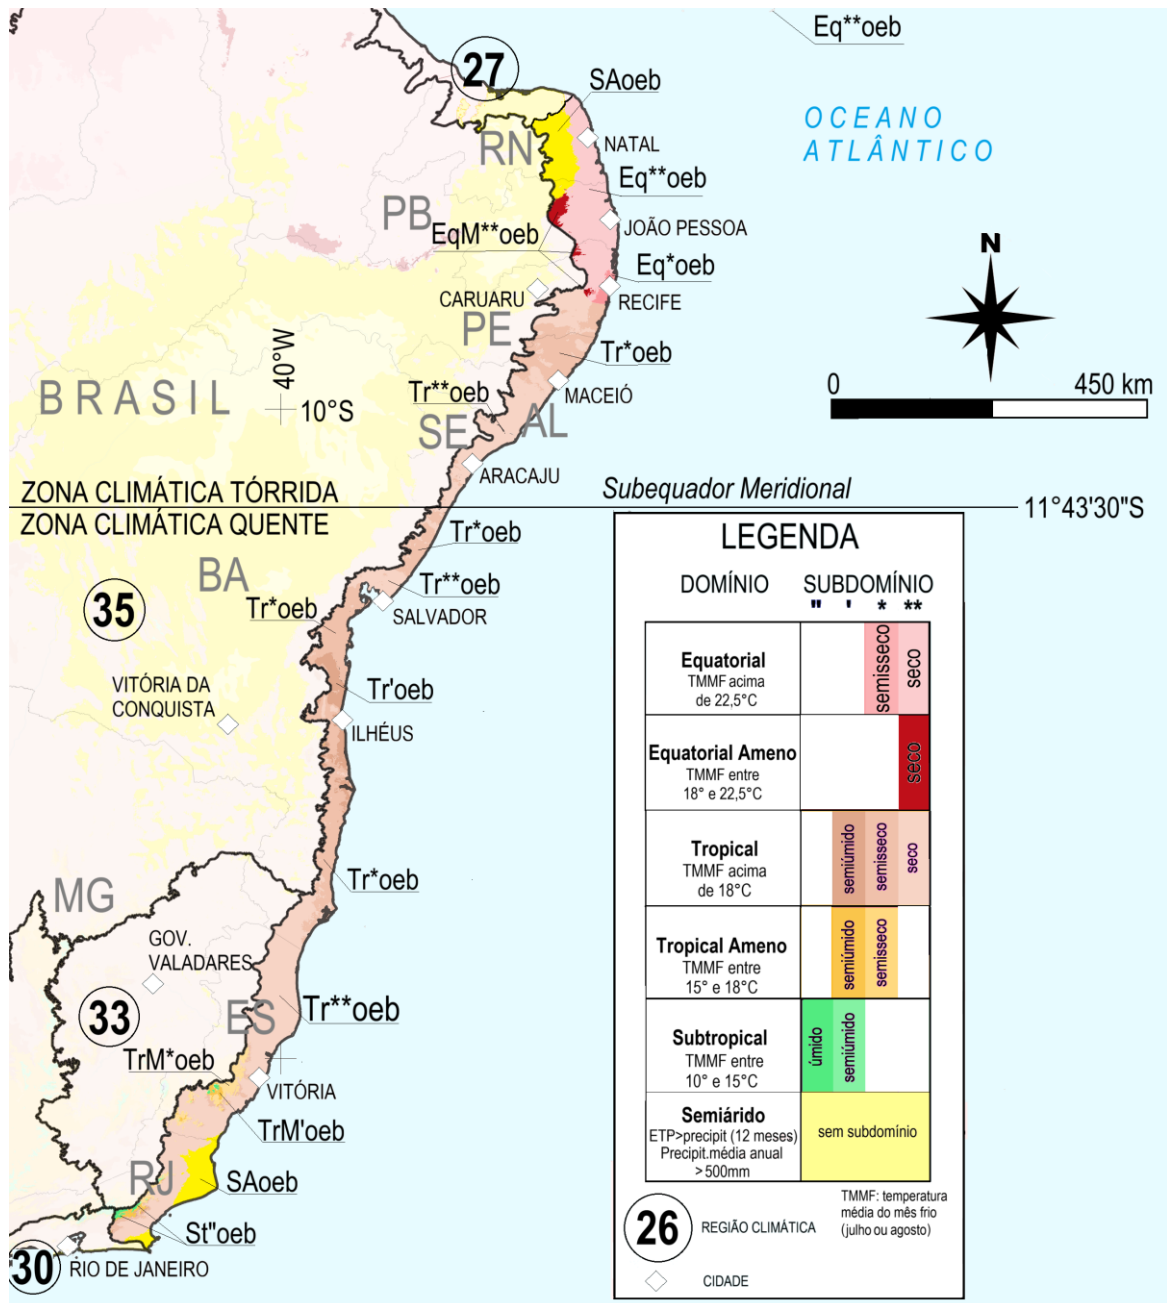 Eq**oeb
27
SAoeb
OCEANO
ATLÂNTICO
RN
NATAL
Eq**oeb
PB
JOÃO PESSOA
EqM**oeb
N
Eq*oeb
CARUARU
RECIFE
PE
40°W
Tr*oeb
0
450 km
BRASIL
10°S
Tr**oeb
MACEIÓ
SE
AL
ARACAJU
ZONA CLIMÁTICA TÓRRIDA
Subequador Meridional
11°43'30"S
ZONA CLIMÁTICA QUENTE
Tr*oeb
BA
Tr**oeb
35
Tr*oeb
SALVADOR
VITÓRIA DA
CONQUISTA
Tr'oeb
ILHÉUS
MG
Tr*oeb
GOV.
VALADARES
33
ES
Tr**oeb
TrM*oeb
VITÓRIA
TrM'oeb
RJ
SAoeb
St"oeb
30
RIO DE JANEIRO
LEGENDA
DOMÍNIO
SUBDOMÍNIO
" ' * **
Equatorial
TMMF acima
de 22,5°C
semisseco
seco
Equatorial Ameno
TMMF entre
18° e 22,5°C
seco
Tropical
TMMF acima
de 18°C
semiúmido
semisseco
seco
Tropical Ameno
TMMF entre
15° e 18°C
semiúmido
semisseco
Subtropical
TMMF entre
10° e 15°C
úmido
semiúmido
Semiárido
ETP>precipit (12 meses)
Precipit.média anual
>500mm
sem subdomínio
26
REGIÃO CLIMÁTICA
TMMF: temperatura
média do mês frio
(julho ou agosto)
CIDADE